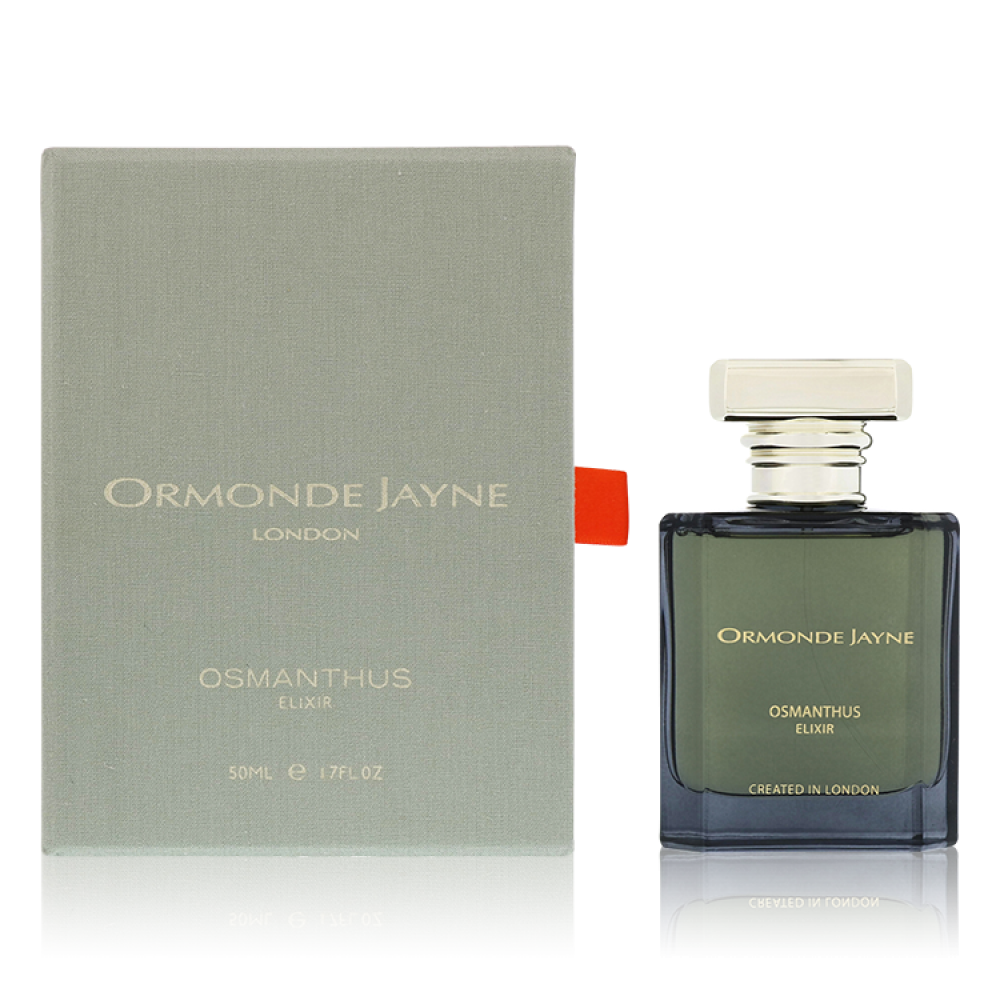 ORMONDE JAYNE
LONDON
OSMANTHUS
ELIXIR
50ML e 1.7FL OZ
ORMONDE JAYNE
OSMANTHUS
ELIXIR
CREATED IN LONDON